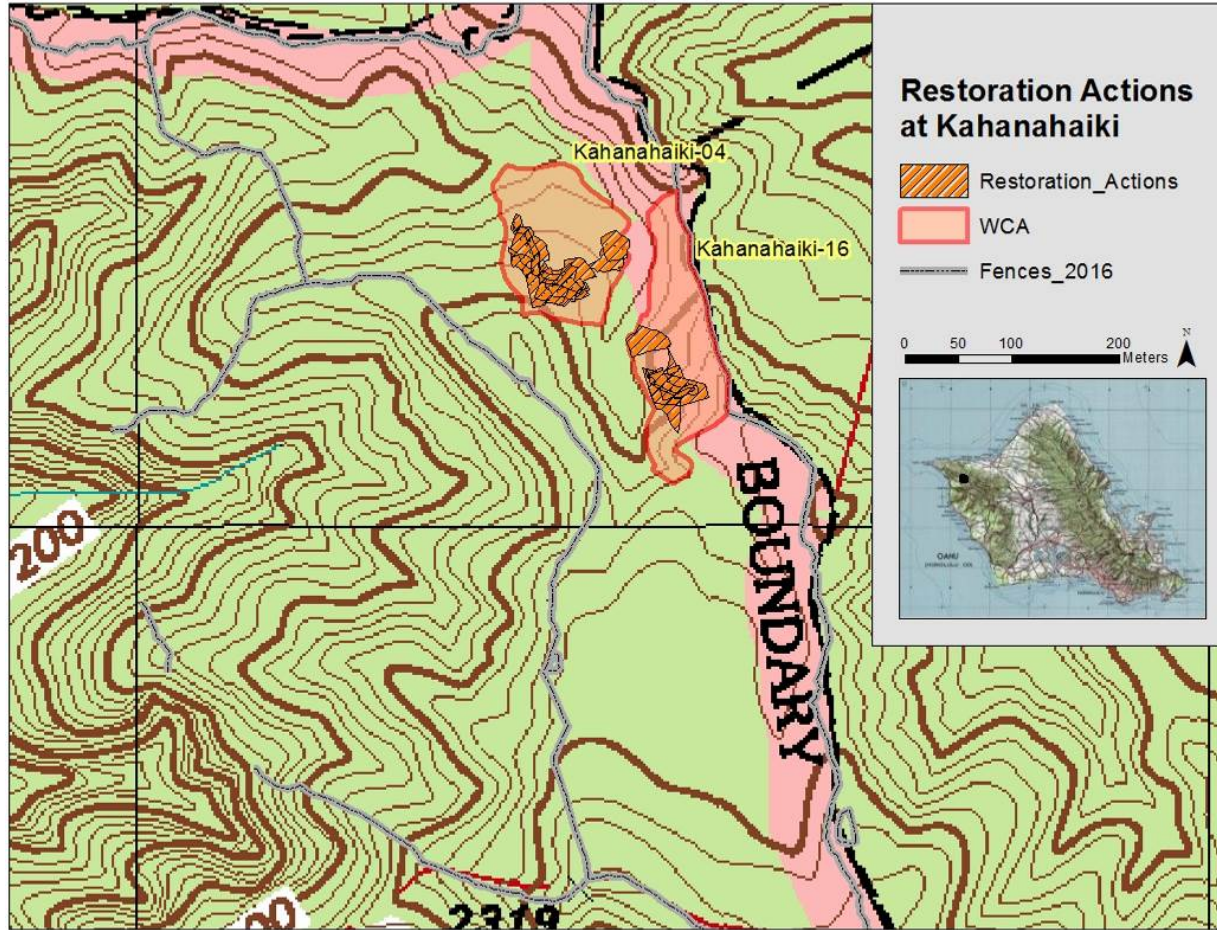 Restoration Actions
at Kahanahaiki
Restoration_Actions
WCA
Fences_2016
N
0 50 100 200
Meters
OAHU
Kahanahaiki-04
Kahanahaiki-16
BOUNDARY
200
00
2319